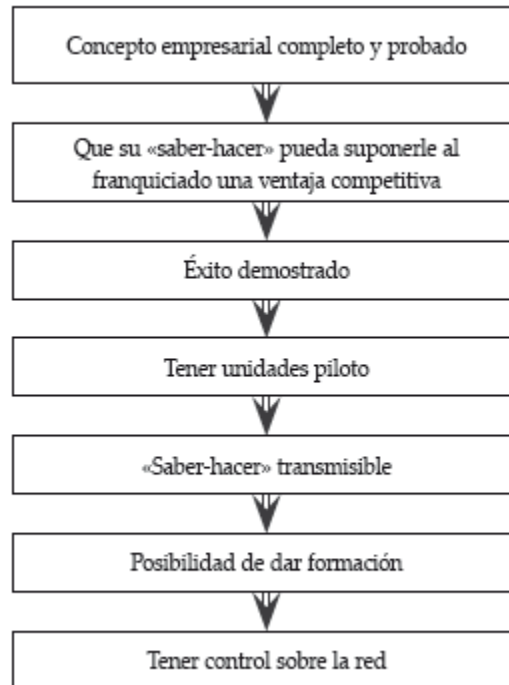 Concepto empresarial completo y probado
Que su «saber-hacer» pueda suponerle al
franquiciado una ventaja competitiva
Éxito demostrado
Tener unidades piloto
«Saber-hacer» transmisible
Posibilidad de dar formación
Tener control sobre la red